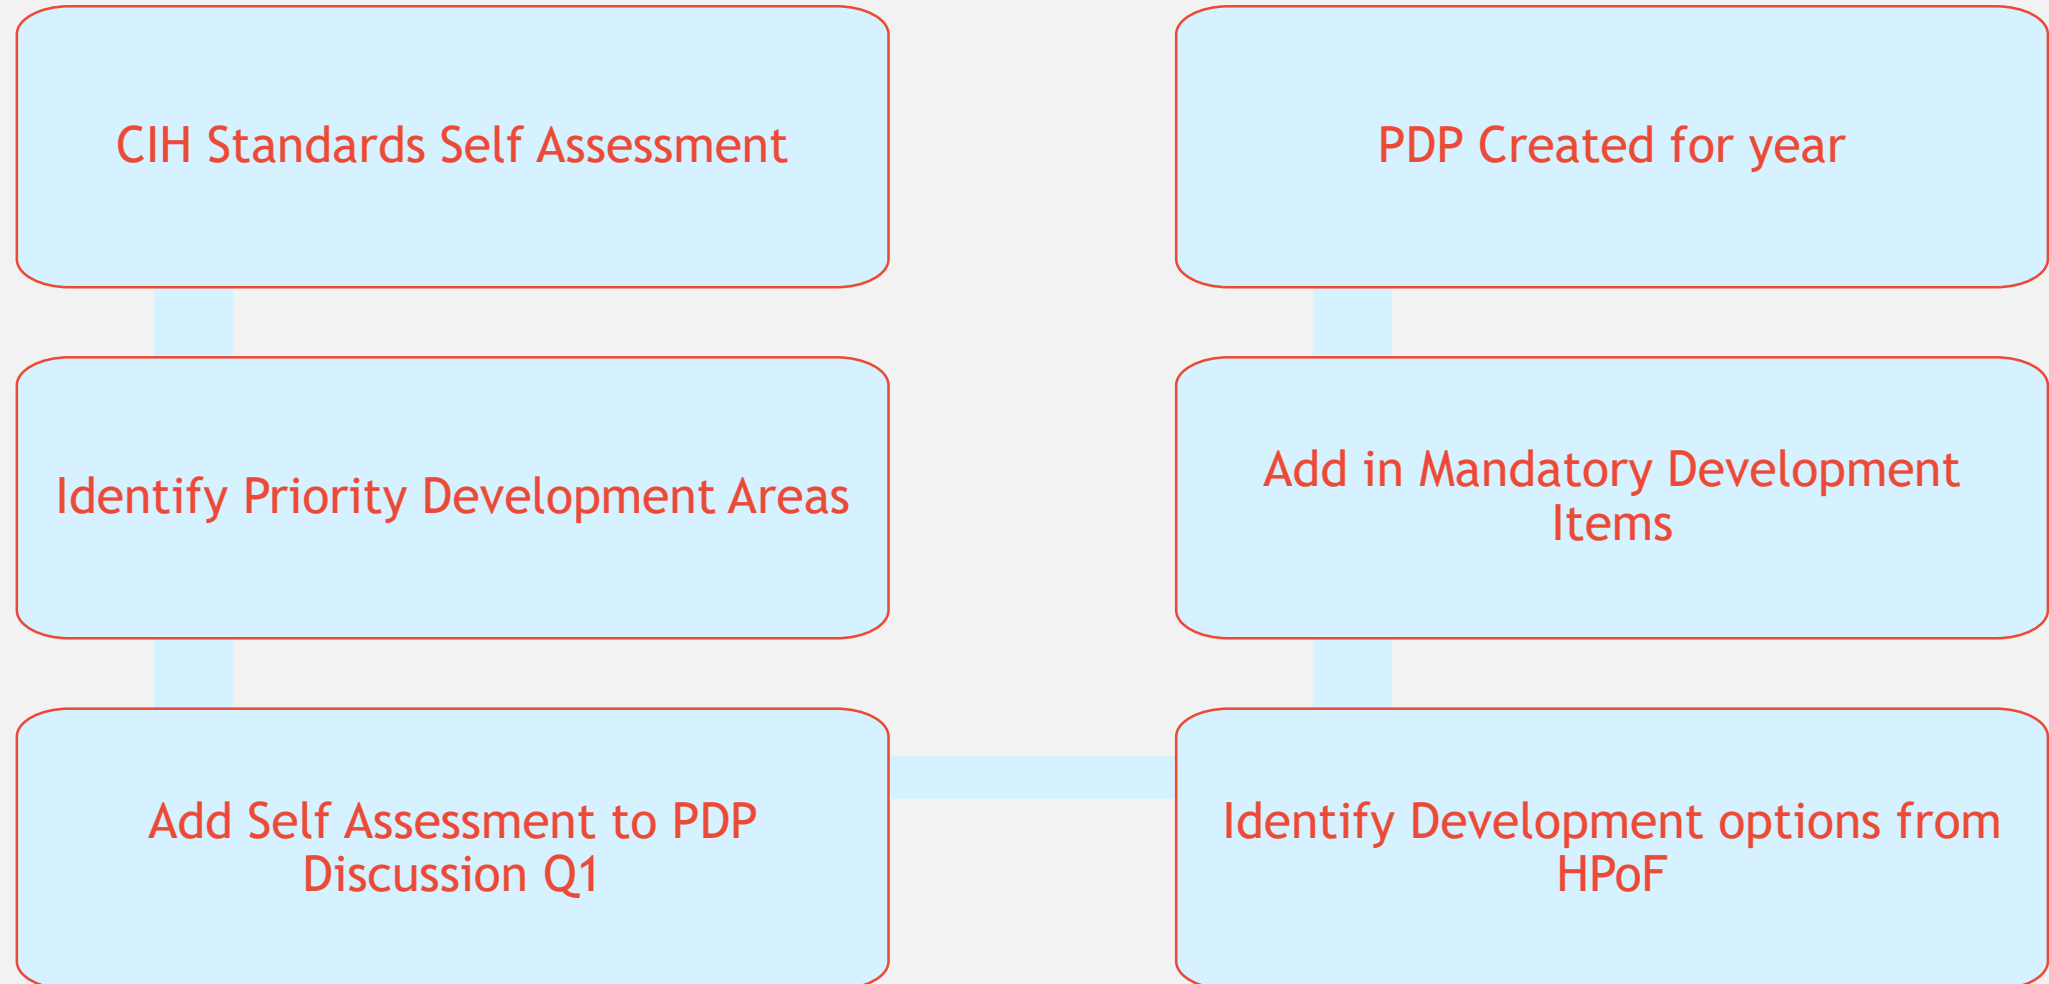 CIH Standards Self Assessment
Identify Priority Development Areas
Add Self Assessment to PDP
Discussion Q1
Identify Development options from
HPoF
Add in Mandatory Development
Items
PDP Created for year